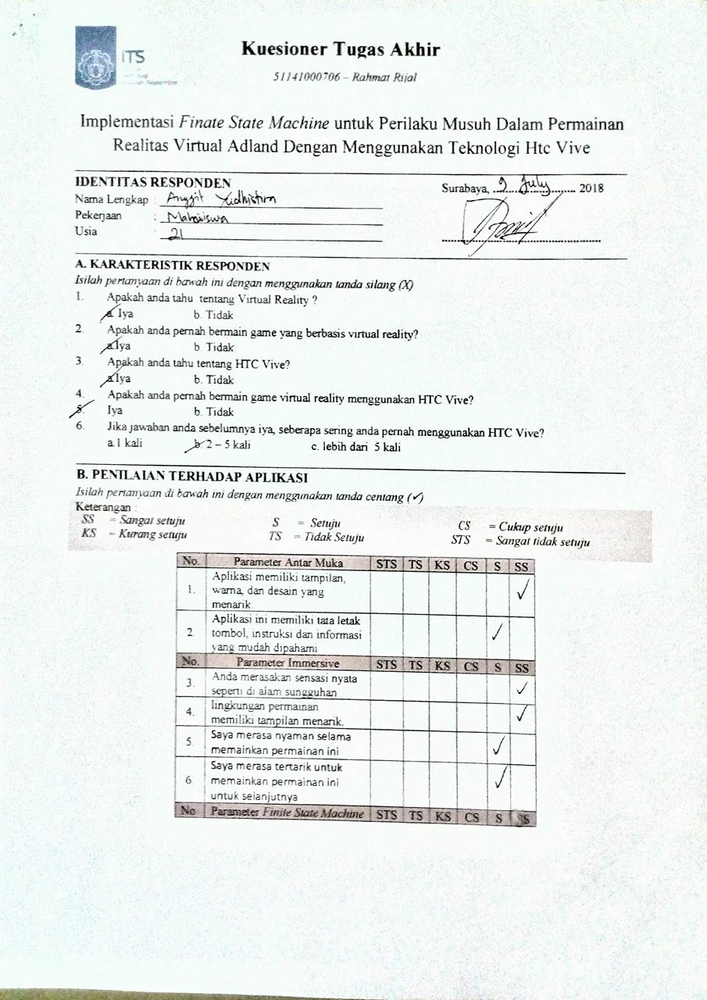 ITS
Kuesioner Tugas Akhir
51141000706 – Rahmat Rijal
Implementasi Finate State Machine untuk Perilaku Musuh Dalam Permainan
Realitas Virtual Adland Dengan Menggunakan Teknologi Htc Vive
IDENTITAS RESPONDEN
Surabaya, 9 July 2018
Nama Lengkap : Anggit Yudhistira
Pekerjaan : Mahasiswa
Usia : 21
A. KARAKTERISTIK RESPONDEN
Isilah pertanyaan di bawah ini dengan menggunakan tanda silang (X)
1. Apakah anda tahu tentang Virtual Reality ?
a. Iya b. Tidak
2. Apakah anda pernah bermain game yang berbasis virtual reality?
a. Iya b. Tidak
3. Apakah anda tahu tentang HTC Vive?
a. Iya b. Tidak
4. Apakah anda pernah bermain game virtual reality menggunakan HTC Vive?
5. Iya b. Tidak
6. Jika jawaban anda sebelumnya iya, seberapa sering anda pernah menggunakan HTC Vive?
a. 1 kali b. 2 – 5 kali c. lebih dari 5 kali
B. PENILAIAN TERHADAP APLIKASI
Isilah pertanyaan di bawah ini dengan menggunakan tanda centang (✓)
Keterangan :
SS = Sangat setuju S = Setuju CS = Cukup setuju
KS = Kurang setuju TS = Tidak Setuju STS = Sangat tidak setuju
No. Parameter Antar Muka STS TS KS CS S SS
Aplikasi memiliki tampilan,
1. warna, dan desain yang ✓
menarik.
Aplikasi ini memiliki tata letak
2. tombol, instruksi dan informasi ✓
yang mudah dipahami
No. Parameter Immersive STS TS KS CS S SS
3. Anda merasakan sensasi nyata
seperti di alam sungguhan ✓
4. lingkungan permainan
memiliki tampilan menarik. ✓
Saya merasa nyaman selama
5. memainkan permainan ini ✓
Saya merasa tertarik untuk
6. memainkan permainan ini ✓
untuk selanjutnya
No Parameter Finite State Machine STS TS KS CS S SS